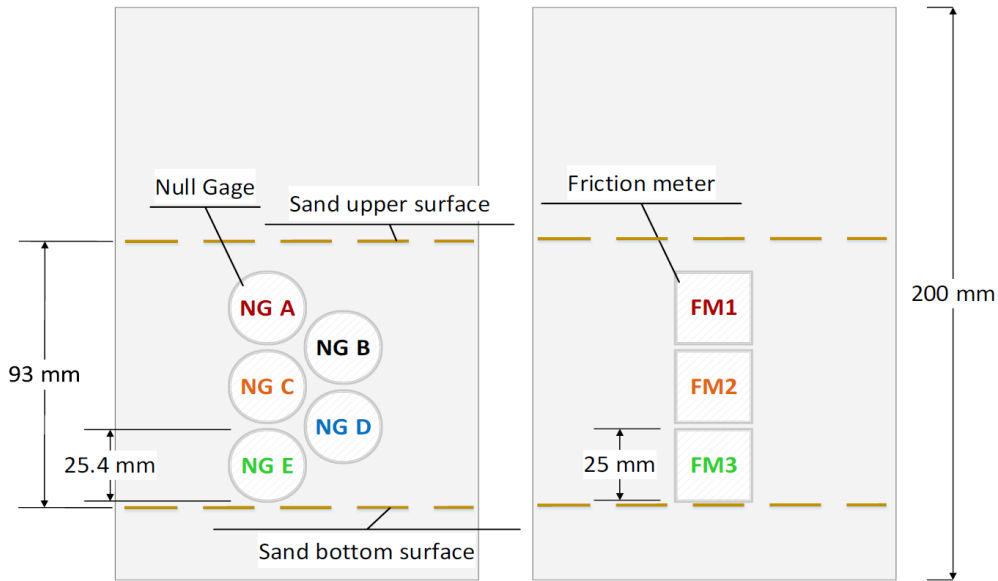 Null Gage
Sand upper surface
Friction meter
NG A
FM1
200 mm
NG B
93 mm
NG C
FM2
NG D
25.4 mm
NG E
25 mm
FM3
Sand bottom surface